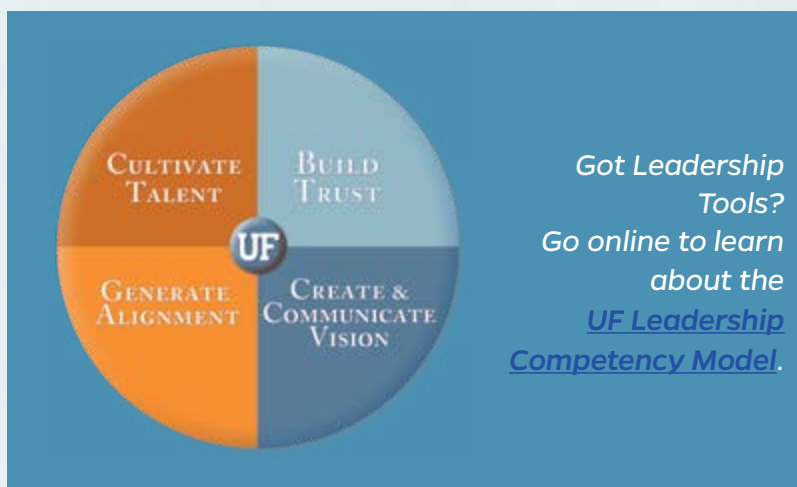 CULTIVATE
TALENT
BUILD
TRUST
UF
GENERATE
ALIGNMENT
CREATE &
COMMUNICATE
VISION
Got Leadership
Tools?
Go online to learn
about the
UF Leadership
Competency Model.